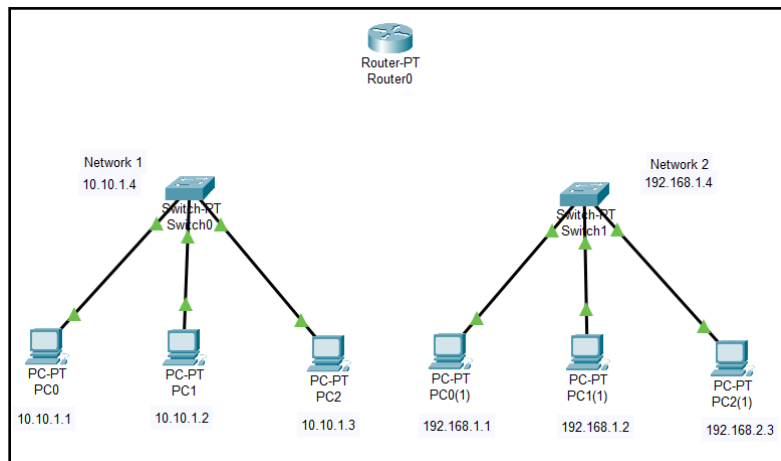 Router-PT
Router0
Network 1
10.10.1.4
Network 2
192.168.1.4
Switch-PT
Switch0
Switch-PT
Switch1
PC-PT
PC0
PC-PT
PC1
PC-PT
PC2
PC-PT
PC0(1)
PC-PT
PC1(1)
PC-PT
PC2(1)
10.10.1.1
10.10.1.2
10.10.1.3
192.168.1.1
192.168.1.2
192.168.2.3